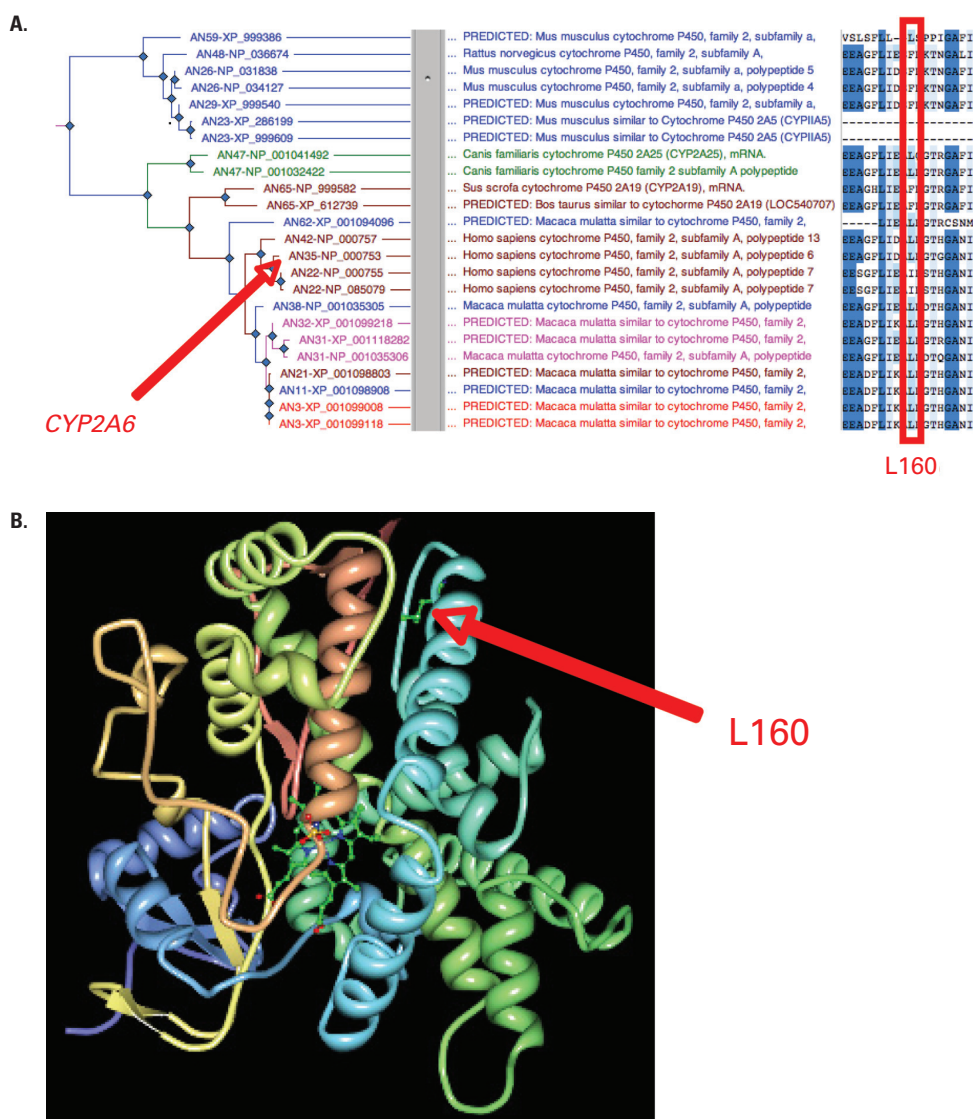 A.
AN59-XP_999386 ... PREDICTED: Mus musculus cytochrome P450, family 2, subfamily a,
AN48-NP_036674 ... Rattus norvegicus cytochrome P450, family 2, subfamily A,
AN26-NP_031838 ... Mus musculus cytochrome P450, family 2, subfamily a, polypeptide 5
AN26-NP_034127 ... Mus musculus cytochrome P450, family 2, subfamily a, polypeptide 4
AN29-XP_999540 ... PREDICTED: Mus musculus cytochrome P450, family 2, subfamily a,
AN23-XP_286199 ... PREDICTED: Mus musculus similar to Cytochrome P450 2A5 (CYPIIA5) --------------------
AN23-XP_999609 ... PREDICTED: Mus musculus similar to Cytochrome P450 2A5 (CYPIIA5) --------------------
AN47-NP_001041492 ... Canis familiaris cytochrome P450 2A25 (CYP2A25), mRNA.
AN47-NP_001032422 ... Canis familiaris cytochrome P450 family 2 subfamily A polypeptide
AN65-NP_999582 ... Sus scrofa cytochrome P450 2A19 (CYP2A19), mRNA.
AN65-XP_612739 ... PREDICTED: Bos taurus similar to cytochorme P450 2A19 (LOC540707)
AN62-XP_001094096 ... PREDICTED: Macaca mulatta similar to cytochrome P450, family 2,
AN42-NP_000757 ... Homo sapiens cytochrome P450, family 2, subfamily A, polypeptide 13
AN35-NP_000753 ... Homo sapiens cytochrome P450, family 2, subfamily A, polypeptide 6
AN22-NP_000755 ... Homo sapiens cytochrome P450, family 2, subfamily A, polypeptide 7
AN22-NP_085079 ... Homo sapiens cytochrome P450, family 2, subfamily A, polypeptide 7
AN38-NP_001035305 ... Macaca mulatta cytochrome P450, family 2, subfamily A, polypeptide
AN32-XP_001099218 ... PREDICTED: Macaca mulatta similar to cytochrome P450, family 2,
AN31-XP_001118282 ... PREDICTED: Macaca mulatta similar to cytochrome P450, family 2,
AN31-NP_001035306 ... Macaca mulatta cytochrome P450, family 2, subfamily A, polypeptide
AN21-XP_001098803 ... PREDICTED: Macaca mulatta similar to cytochrome P450, family 2,
AN11-XP_001098908 ... PREDICTED: Macaca mulatta similar to cytochrome P450, family 2,
AN3-XP_001099008 ... PREDICTED: Macaca mulatta similar to cytochrome P450, family 2,
AN3-XP_001099118 ... PREDICTED: Macaca mulatta similar to cytochrome P450, family 2,
CYP2A6
L160
B.
L160